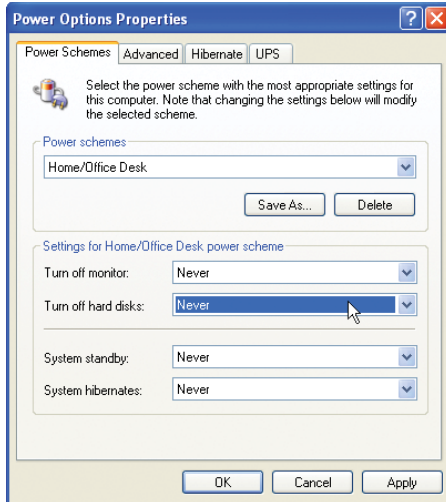 Power Options Properties
Power Schemes Advanced Hibernate UPS
Select the power scheme with the most appropriate settings for
this computer. Note that changing the settings below will modify
the selected scheme.
Power schemes
Home/Office Desk
Save As... Delete
Settings for Home/Office Desk power scheme
Turn off monitor: Never
Turn off hard disks: Never
System standby: Never
System hibernates: Never
OK Cancel Apply